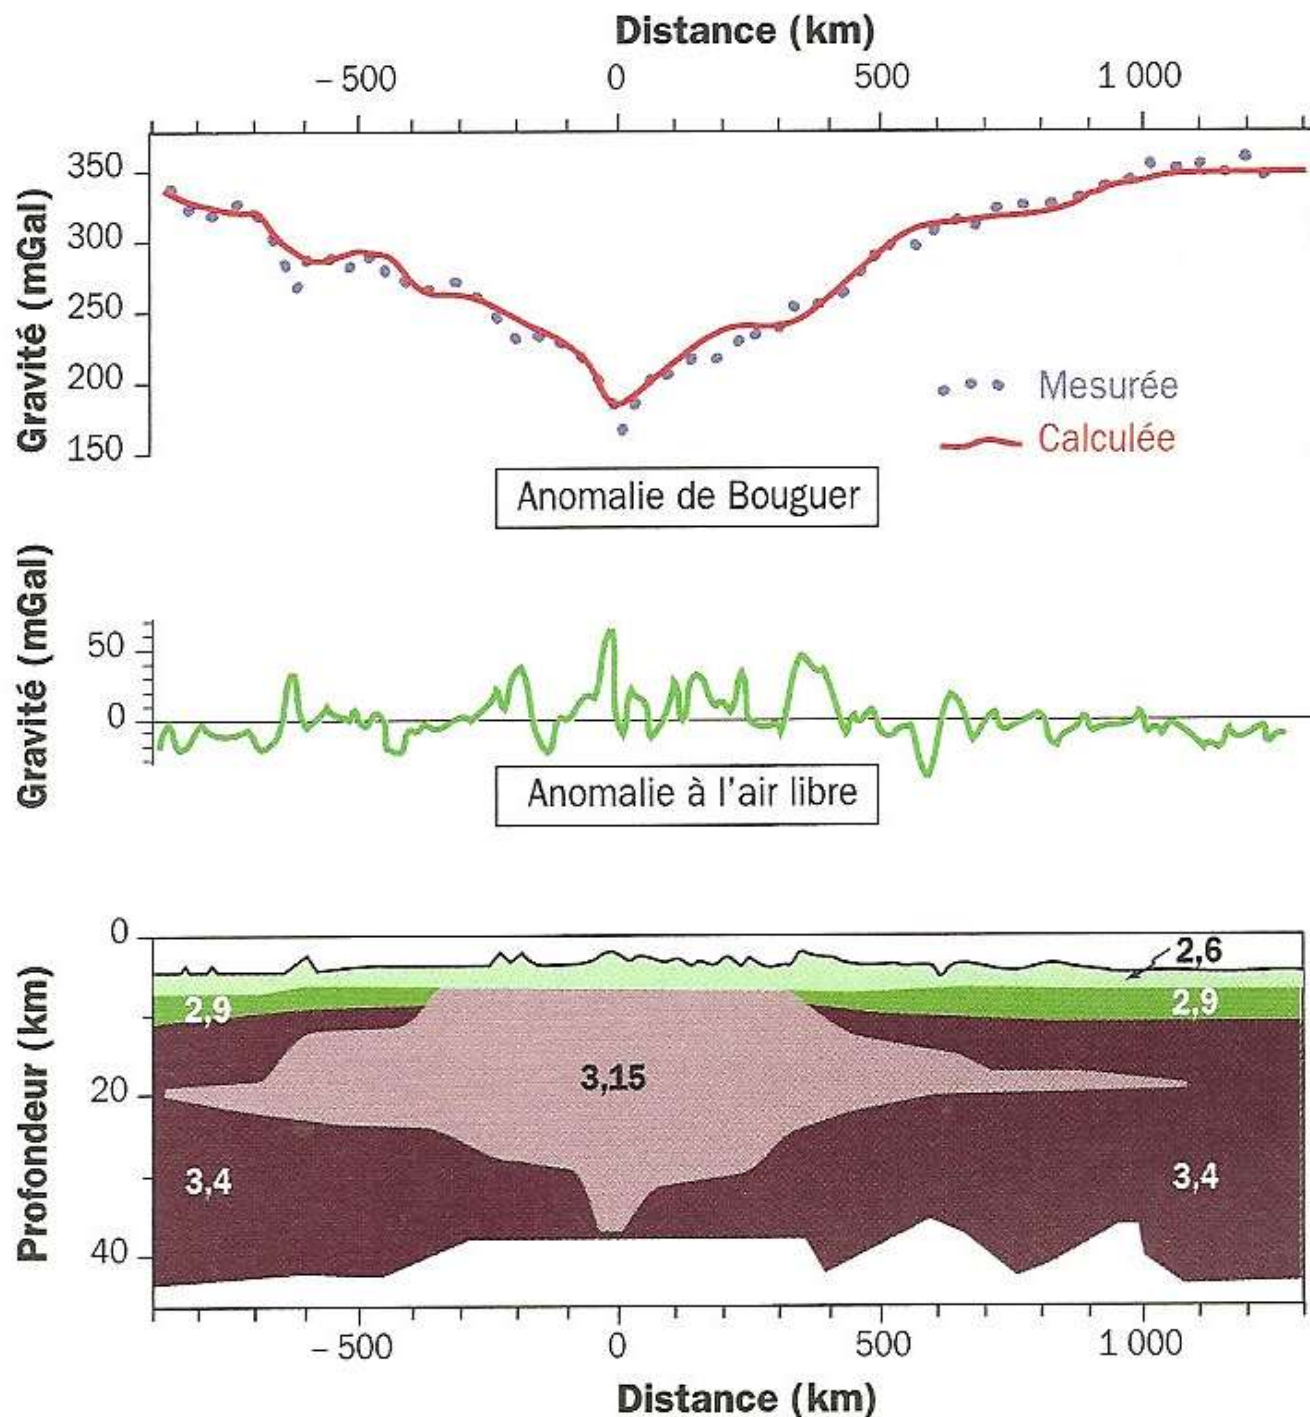 Distance (km)
– 500 0 500 1 000
350
300
250
200
150
Gravité (mGal)
Mesurée
Calculée
Anomalie de Bouguer
50
0
Gravité (mGal)
Anomalie à l'air libre
0
20
40
Profondeur (km)
2,6
2,9 2,9
3,15
3,4 3,4
– 500 0 500 1 000
Distance (km)